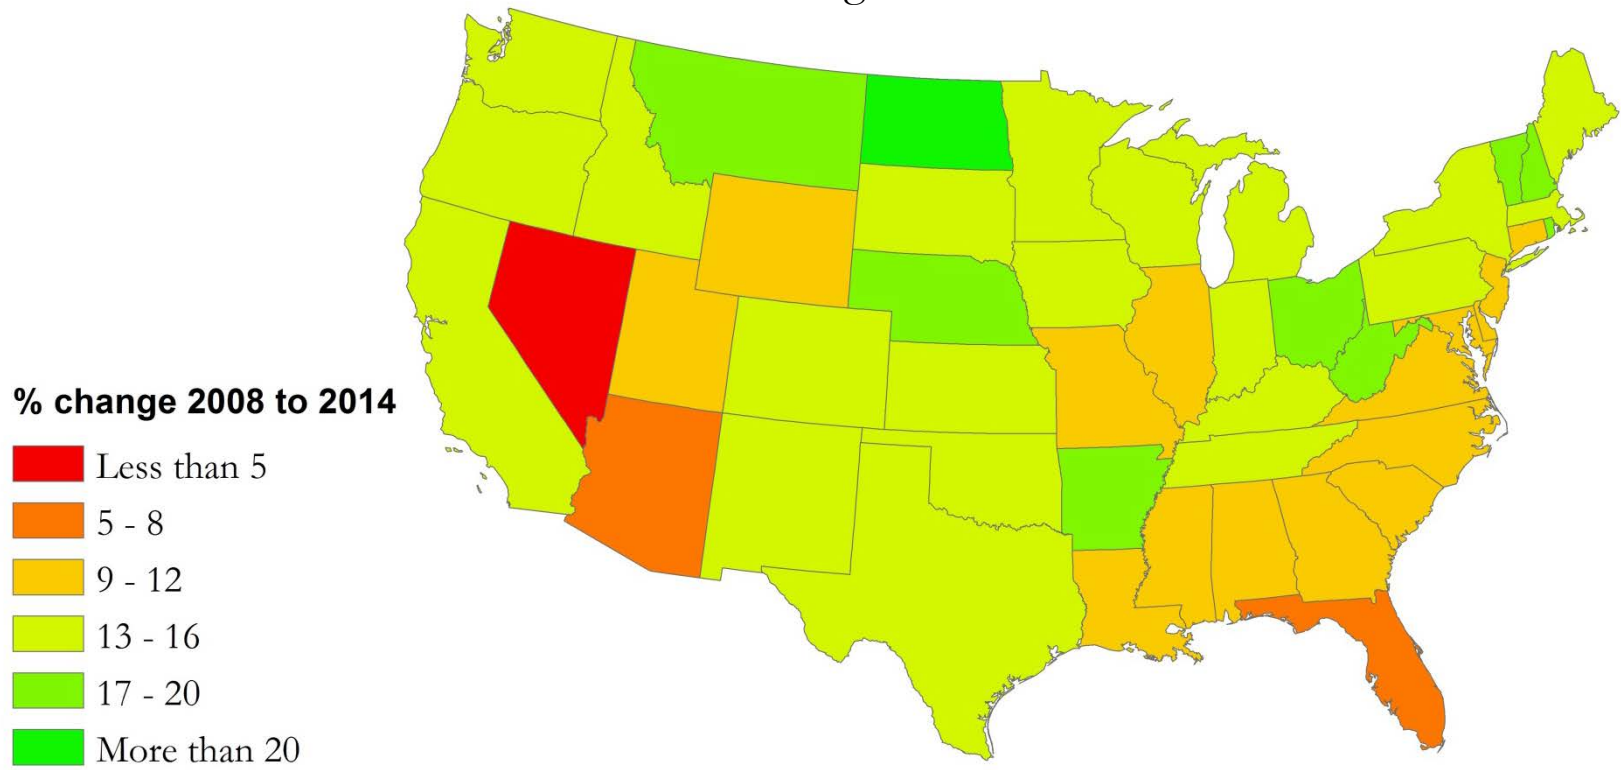 % change 2008 to 2014
Less than 5
5 - 8
9 - 12
13 - 16
17 - 20
More than 20